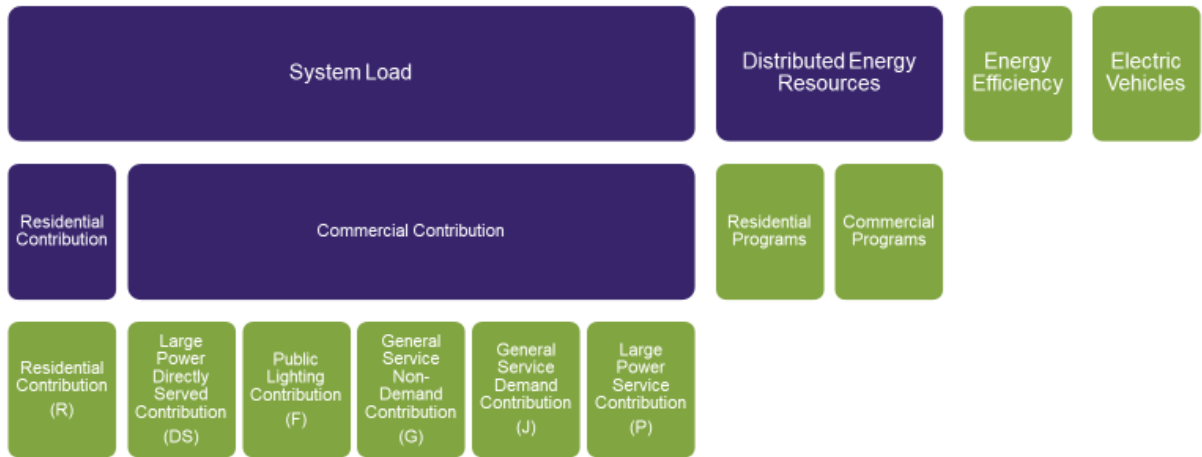 System Load
Distributed Energy
Resources
Energy
Efficiency
Electric
Vehicles
Residential
Contribution
Commercial Contribution
Residential
Programs
Commercial
Programs
Residential
Contribution
(R)
Large
Power
Directly
Served
Contribution
(DS)
Public
Lighting
Contribution
(F)
General
Service
Non-
Demand
Contribution
(G)
General
Service
Demand
Contribution
(J)
Large
Power
Service
Contribution
(P)